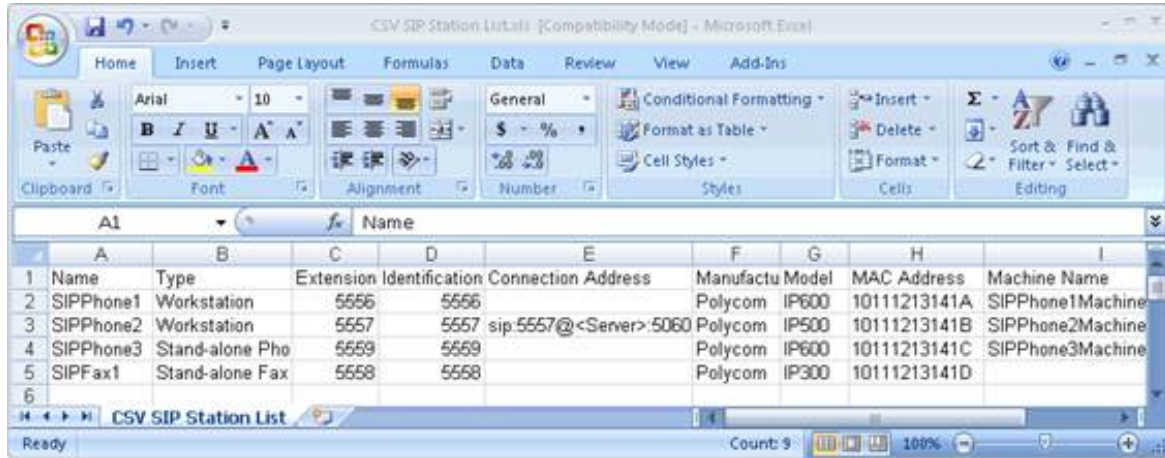 CSV SIP Station List.xls [Compatibility Mode] - Microsoft Excel
Home Insert Page Layout Formulas Data Review View Add-Ins
Paste
Clipboard
Arial 10
B I U A A
A
Font
Alignment
General
$ % ,
Number
Conditional Formatting
Format as Table
Cell Styles
Styles
Insert
Delete
Format
Cells
Σ
Sort & Filter
Find & Select
Editing
A1 fx Name
A B C D E F G H I
1 Name Type Extension Identification Connection Address Manufactu Model MAC Address Machine Name
2 SIPPhone1 Workstation 5556 5556 Polycom IP600 10111213141A SIPPhone1Machine
3 SIPPhone2 Workstation 5557 5557 sip:5557@<Server>:5060 Polycom IP500 10111213141B SIPPhone2Machine
4 SIPPhone3 Stand-alone Pho 5559 5559 Polycom IP600 10111213141C SIPPhone3Machine
5 SIPFax1 Stand-alone Fax 5558 5558 Polycom IP300 10111213141D
6
CSV SIP Station List
Ready Count: 9 100%